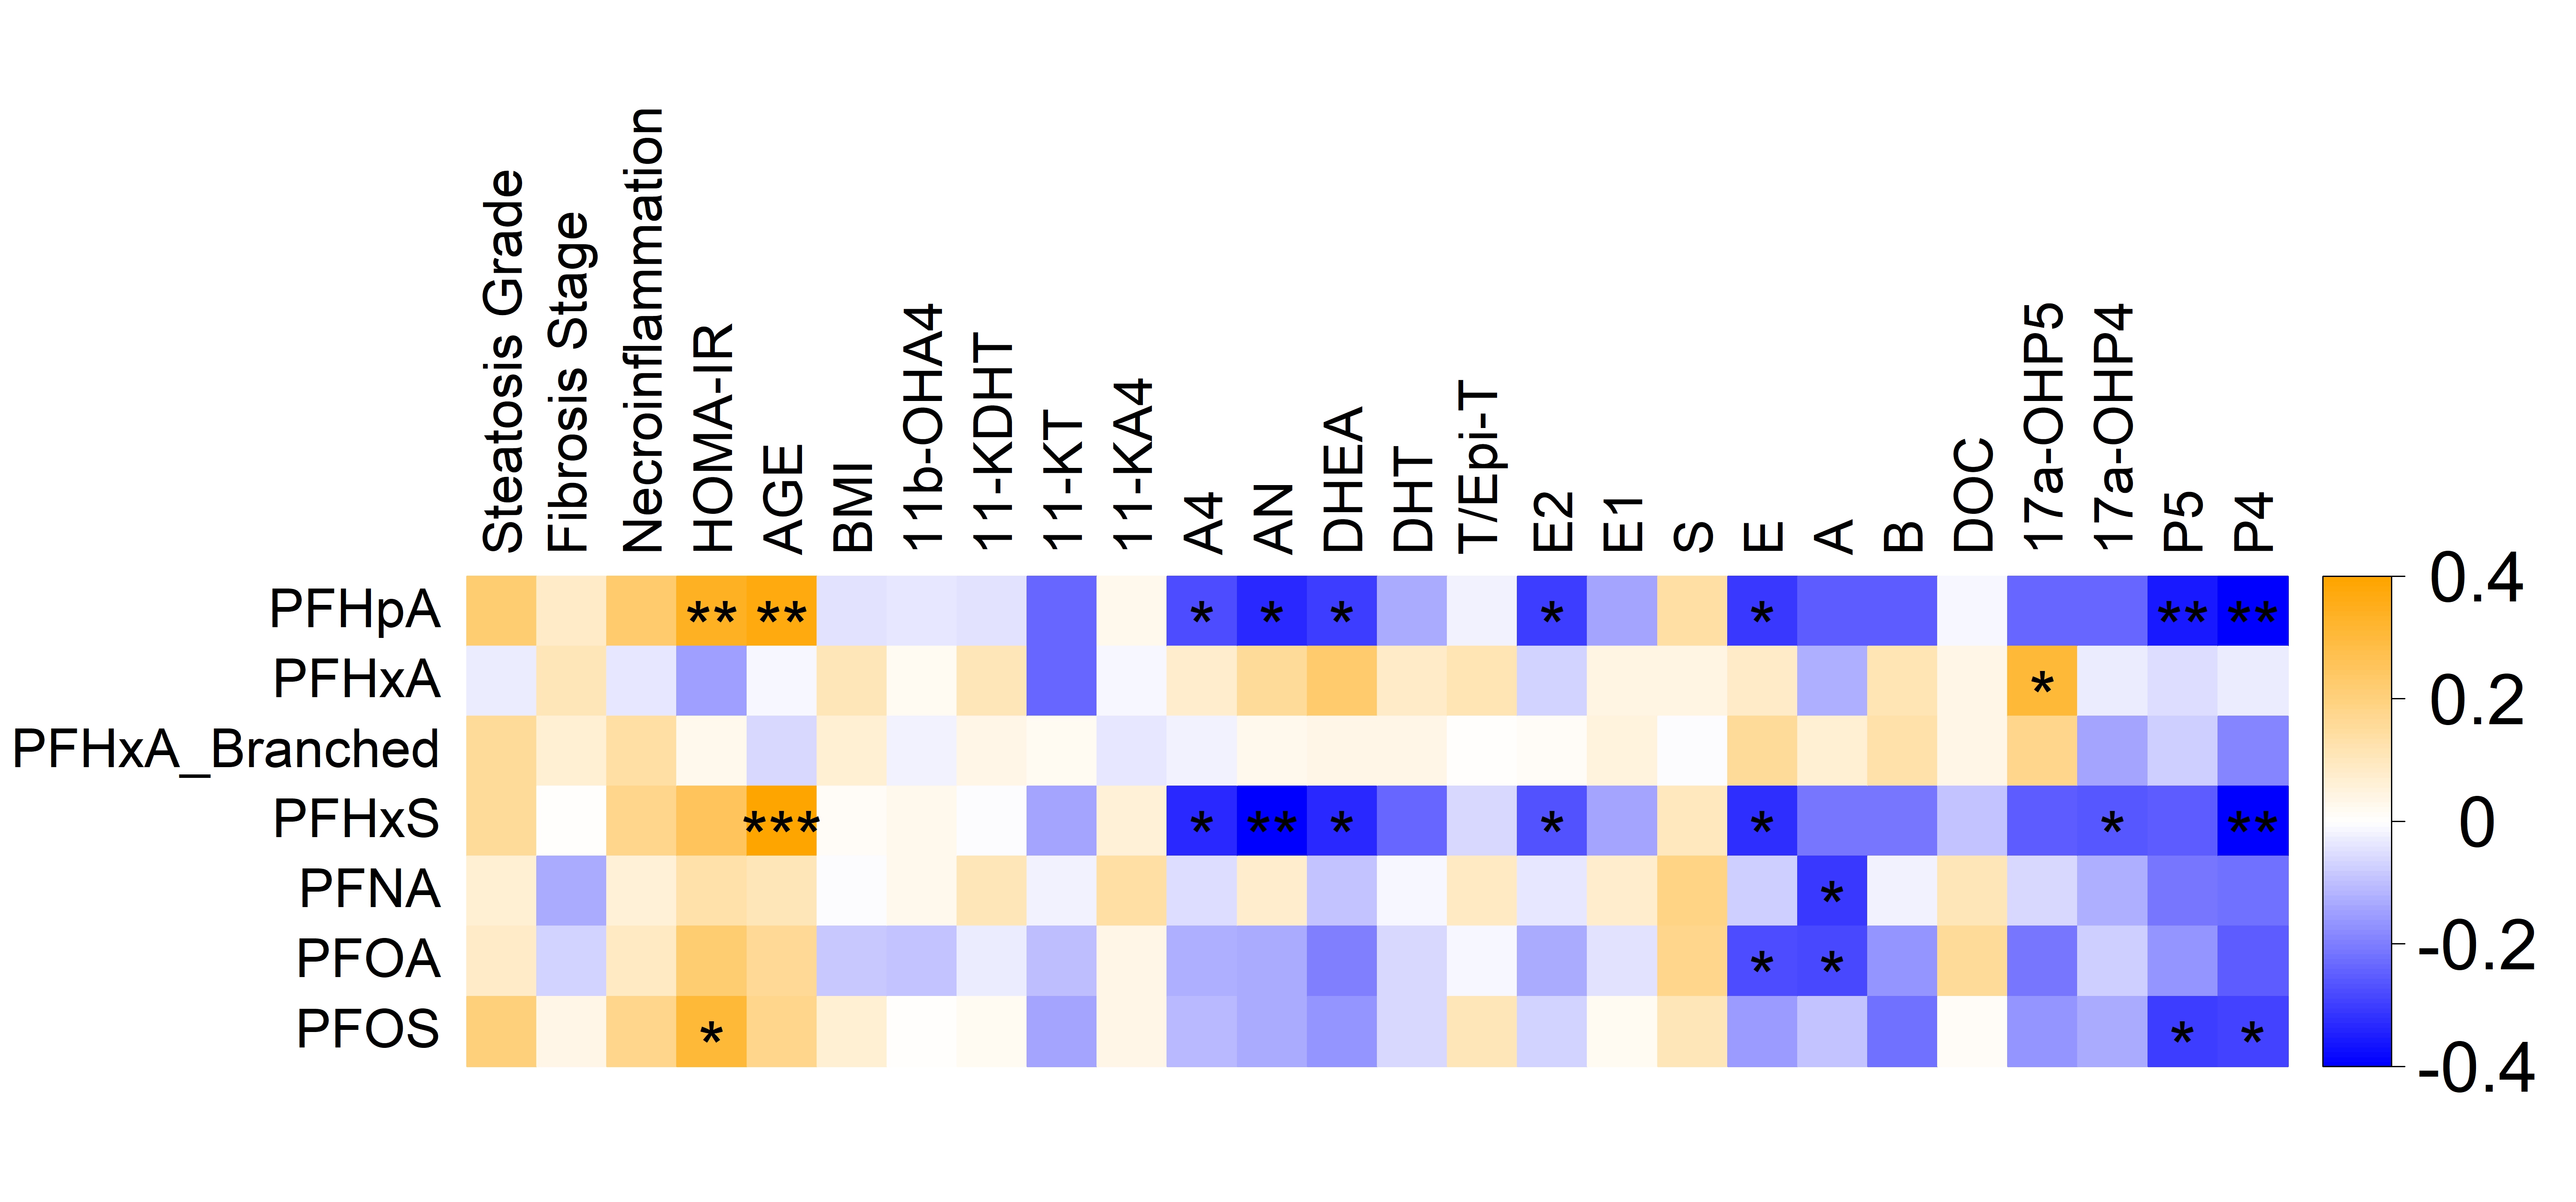 Steatosis Grade
Fibrosis Stage
Necroinflammation
HOMA-IR
AGE
BMI
11b-OHA4
11-KDHT
11-KT
11-KA4
A4
AN
DHEA
DHT
T/Epi-T
E2
E1
S
E
A
B
DOC
17a-OHP5
17a-OHP4
P5
P4
PFHpA ** ** * * * * * ** **
PFHxA *
PFHxA_Branched
PFHxS *** * ** * * * * **
PFNA *
PFOA * *
PFOS * * *
0.4
0.2
0
-0.2
-0.4